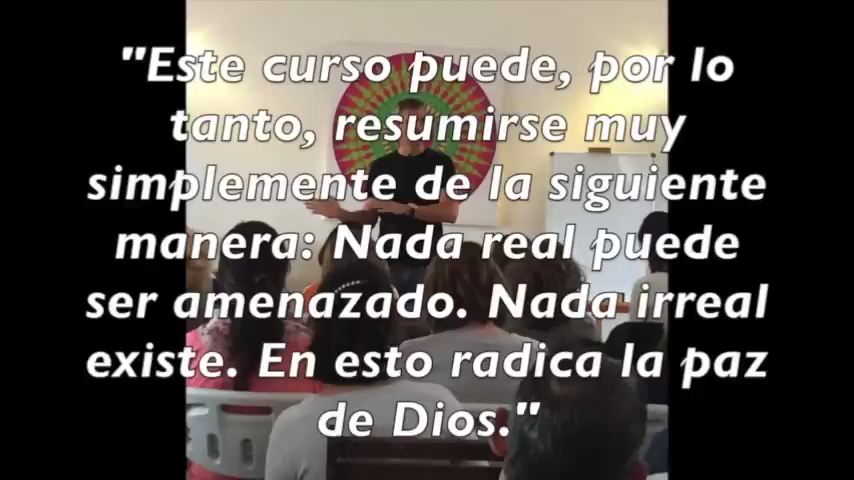 "Este curso puede, por lo
tanto, resumirse muy
simplemente de la siguiente
manera: Nada real puede
ser amenazado. Nada irreal
existe. En esto radica la paz
de Dios."